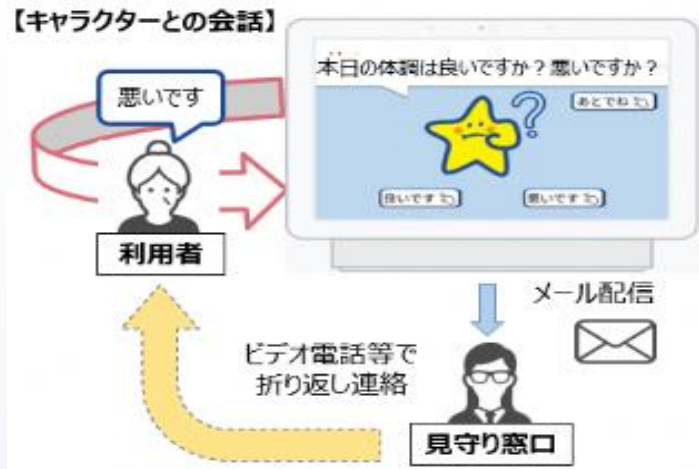 【キャラクターとの会話】
本日の体調は良いですか？悪いですか？
悪いです
あとでね
良いです
悪いです
利用者
メール配信
ビデオ電話等で
折り返し連絡
見守り窓口